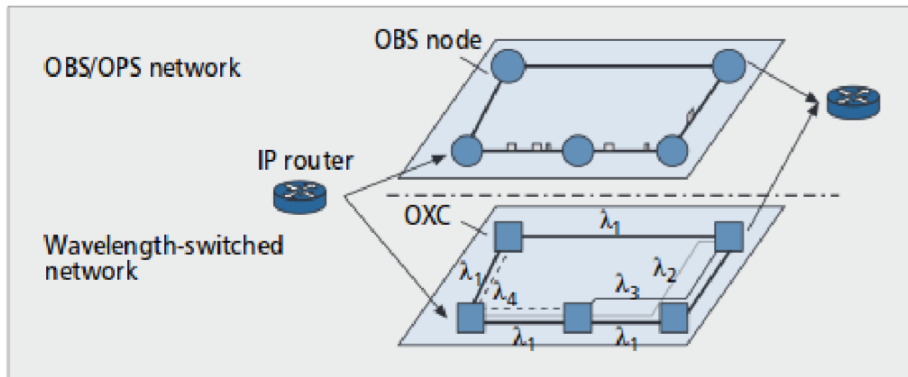 OBS node
OBS/OPS network
IP router
OXC
Wavelength-switched
network
λ1
λ1
λ2
λ3
λ4
λ1
λ1